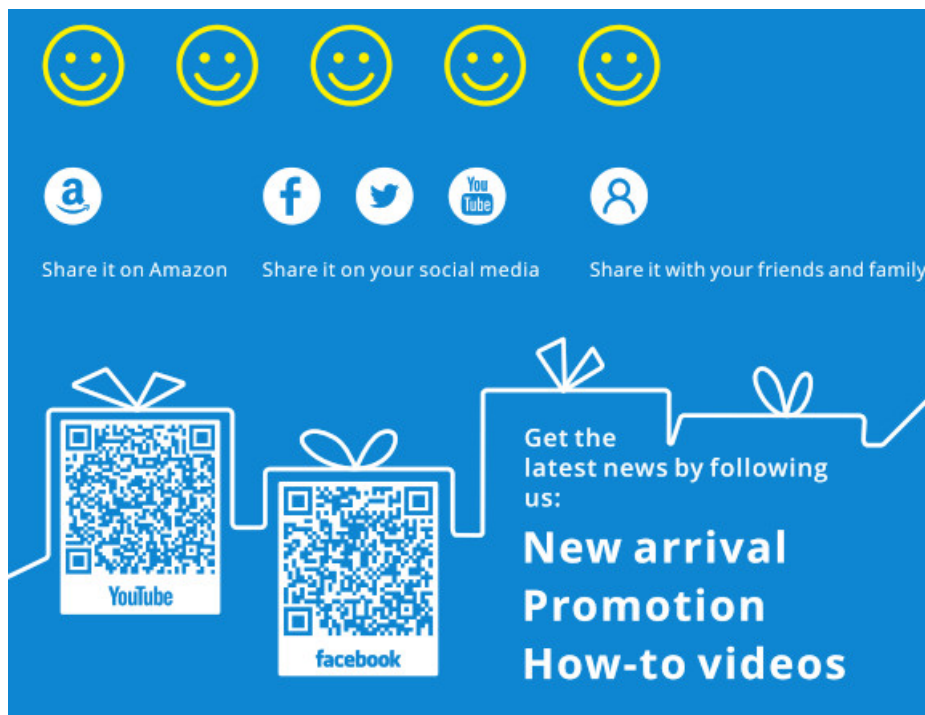 You
Tube
Share it on Amazon
Share it on your social media
Share it with your friends and family
YouTube
facebook
Get the
latest news by following
us:
New arrival
Promotion
How-to videos